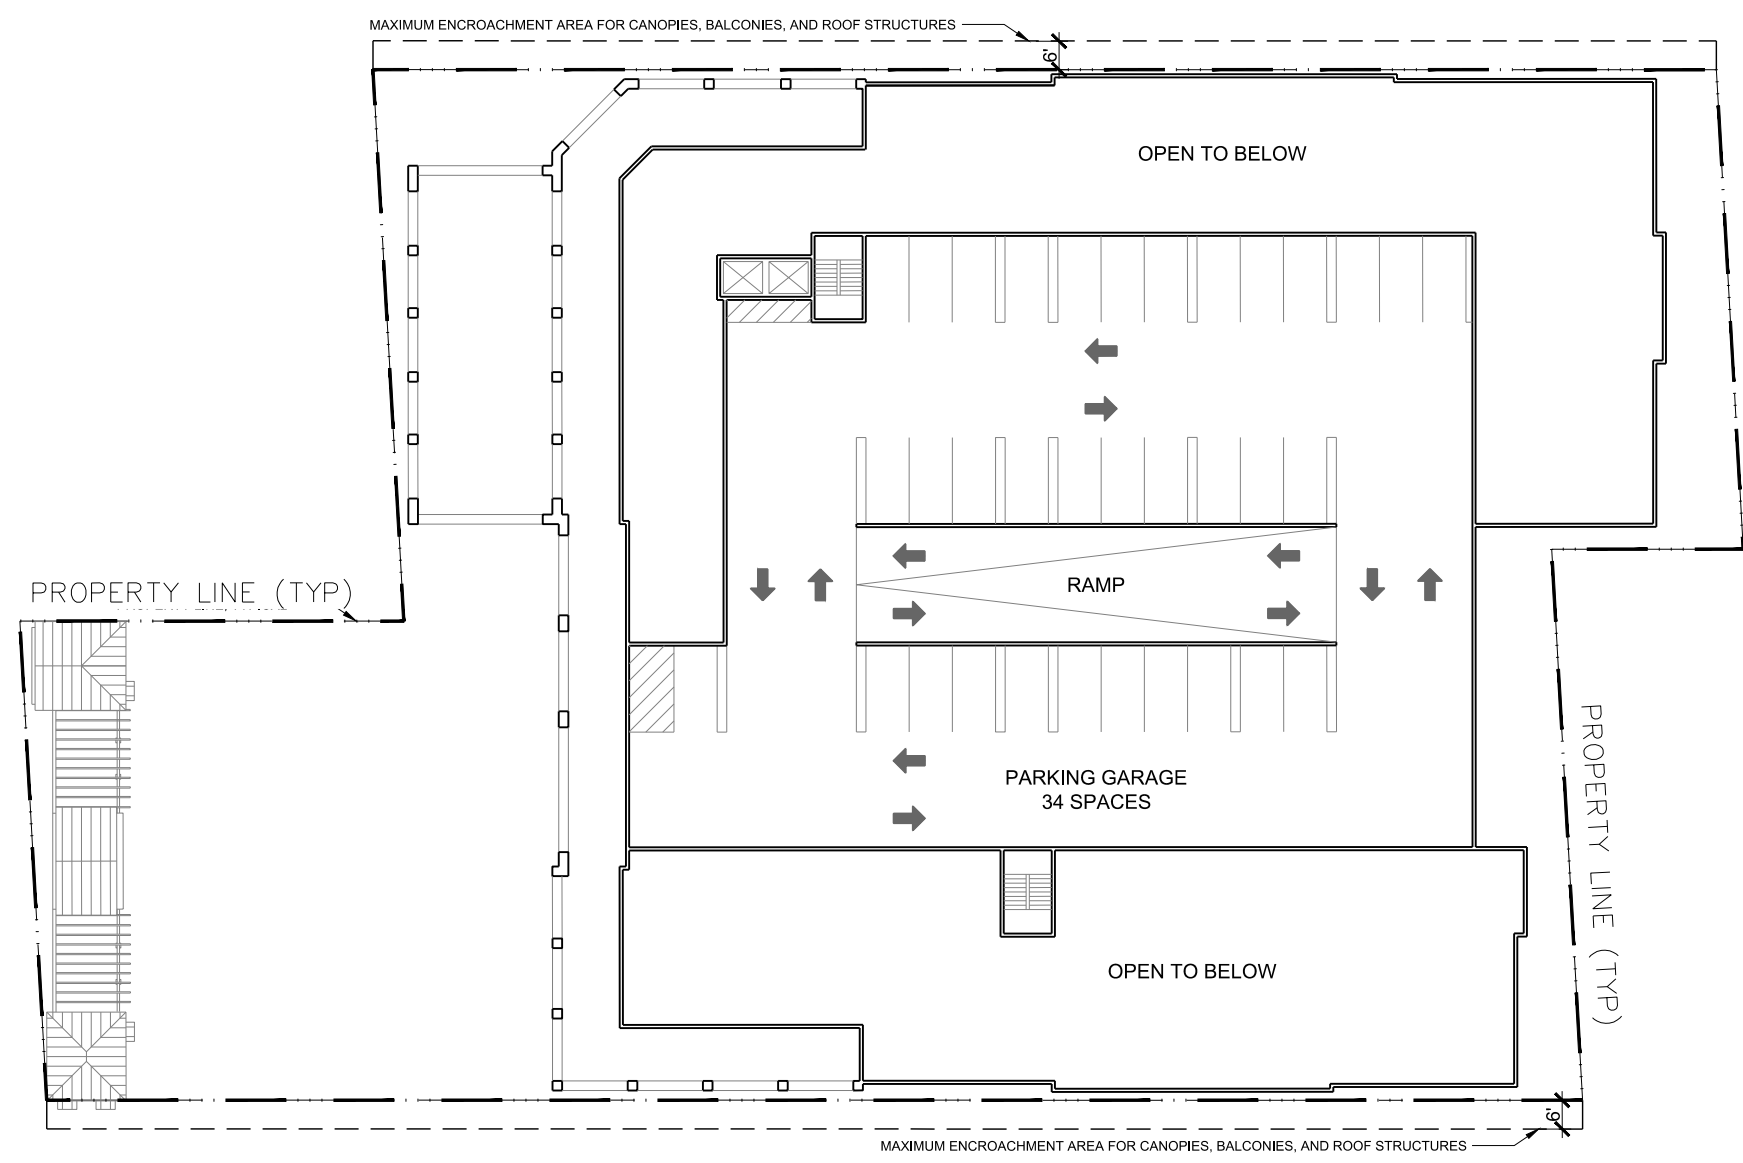 MAXIMUM ENCROACHMENT AREA FOR CANOPIES, BALCONIES, AND ROOF STRUCTURES
6'
OPEN TO BELOW
PROPERTY LINE (TYP)
RAMP
PARKING GARAGE
34 SPACES
PROPERTY LINE (TYP)
OPEN TO BELOW
6'
MAXIMUM ENCROACHMENT AREA FOR CANOPIES, BALCONIES, AND ROOF STRUCTURES